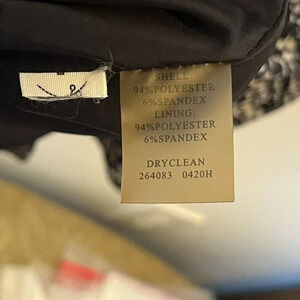 SHELL:
94%POLYESTER
6%SPANDEX
LINING:
94%POLYESTER
6%SPANDEX
DRYCLEAN
264083 0420H